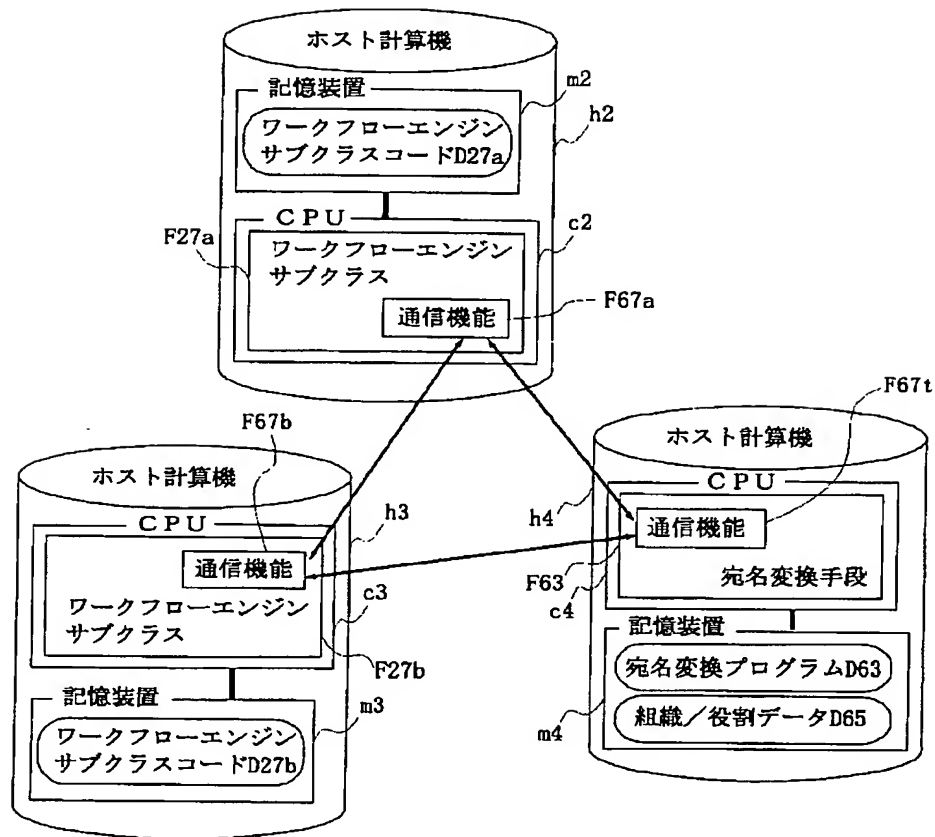 ホスト計算機
記憶装置
m2
h2
ワークフローエンジン
サブクラスコードD27a
CPU
c2
F27a
ワークフローエンジン
サブクラス
通信機能
F67a
F67b
ホスト計算機
CPU
h3
通信機能
c3
ワークフローエンジン
サブクラス
F27b
記憶装置
m3
ワークフローエンジン
サブクラスコードD27b
F67t
ホスト計算機
CPU
h4
通信機能
F63
宛名変換手段
c4
記憶装置
宛名変換プログラムD63
m4
組織/役割データD65